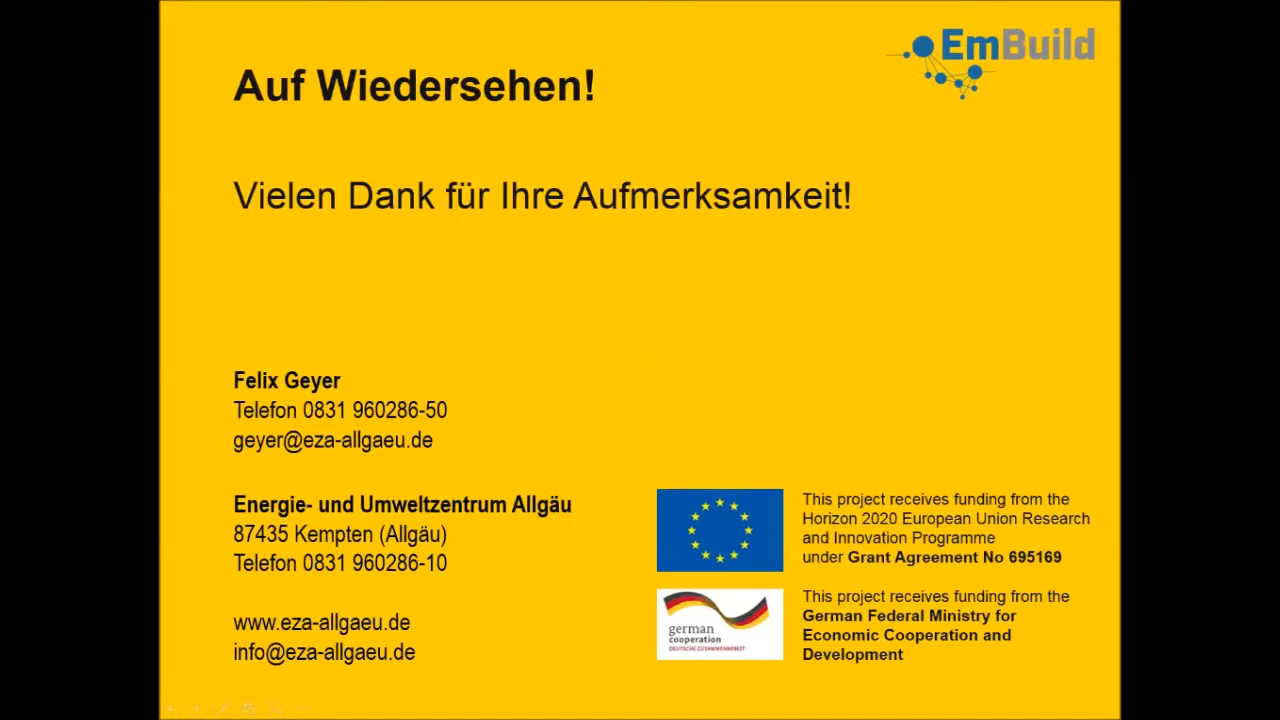 EmBuild
Auf Wiedersehen!
Vielen Dank für Ihre Aufmerksamkeit!
Felix Geyer
Telefon 0831 960286-50
geyer@eza-allgaeu.de
Energie- und Umweltzentrum Allgäu
87435 Kempten (Allgäu)
Telefon 0831 960286-10
www.eza-allgaeu.de
info@eza-allgaeu.de
This project receives funding from the
Horizon 2020 European Union Research
and Innovation Programme
under Grant Agreement No 695169
german
cooperation
DEUTSCHE ZUSAMMENARBEIT
This project receives funding from the
German Federal Ministry for
Economic Cooperation and
Development